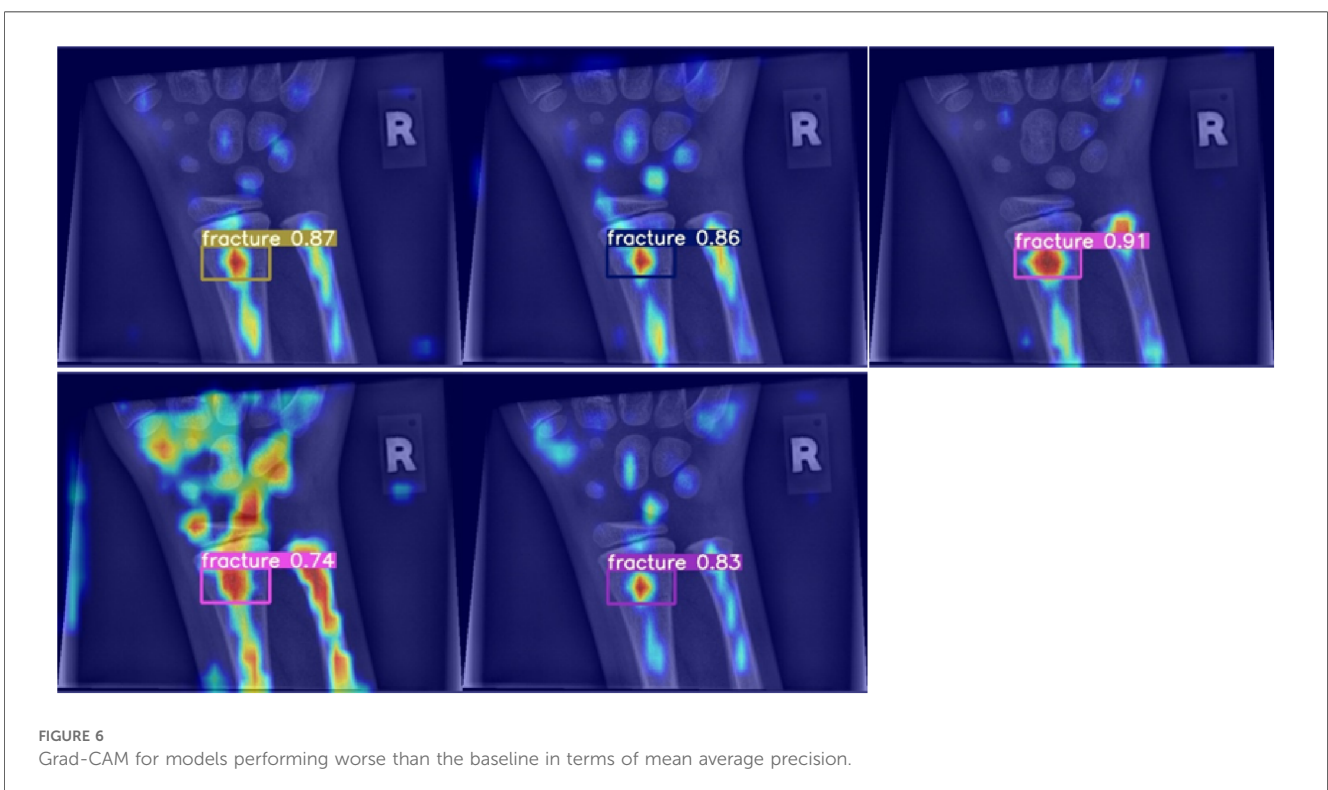 R
R
R
fracture 0.87
fracture 0.86
fracture 0.91
R
R
fracture 0.74
fracture 0.83
FIGURE 6
Grad-CAM for models performing worse than the baseline in terms of mean average precision.